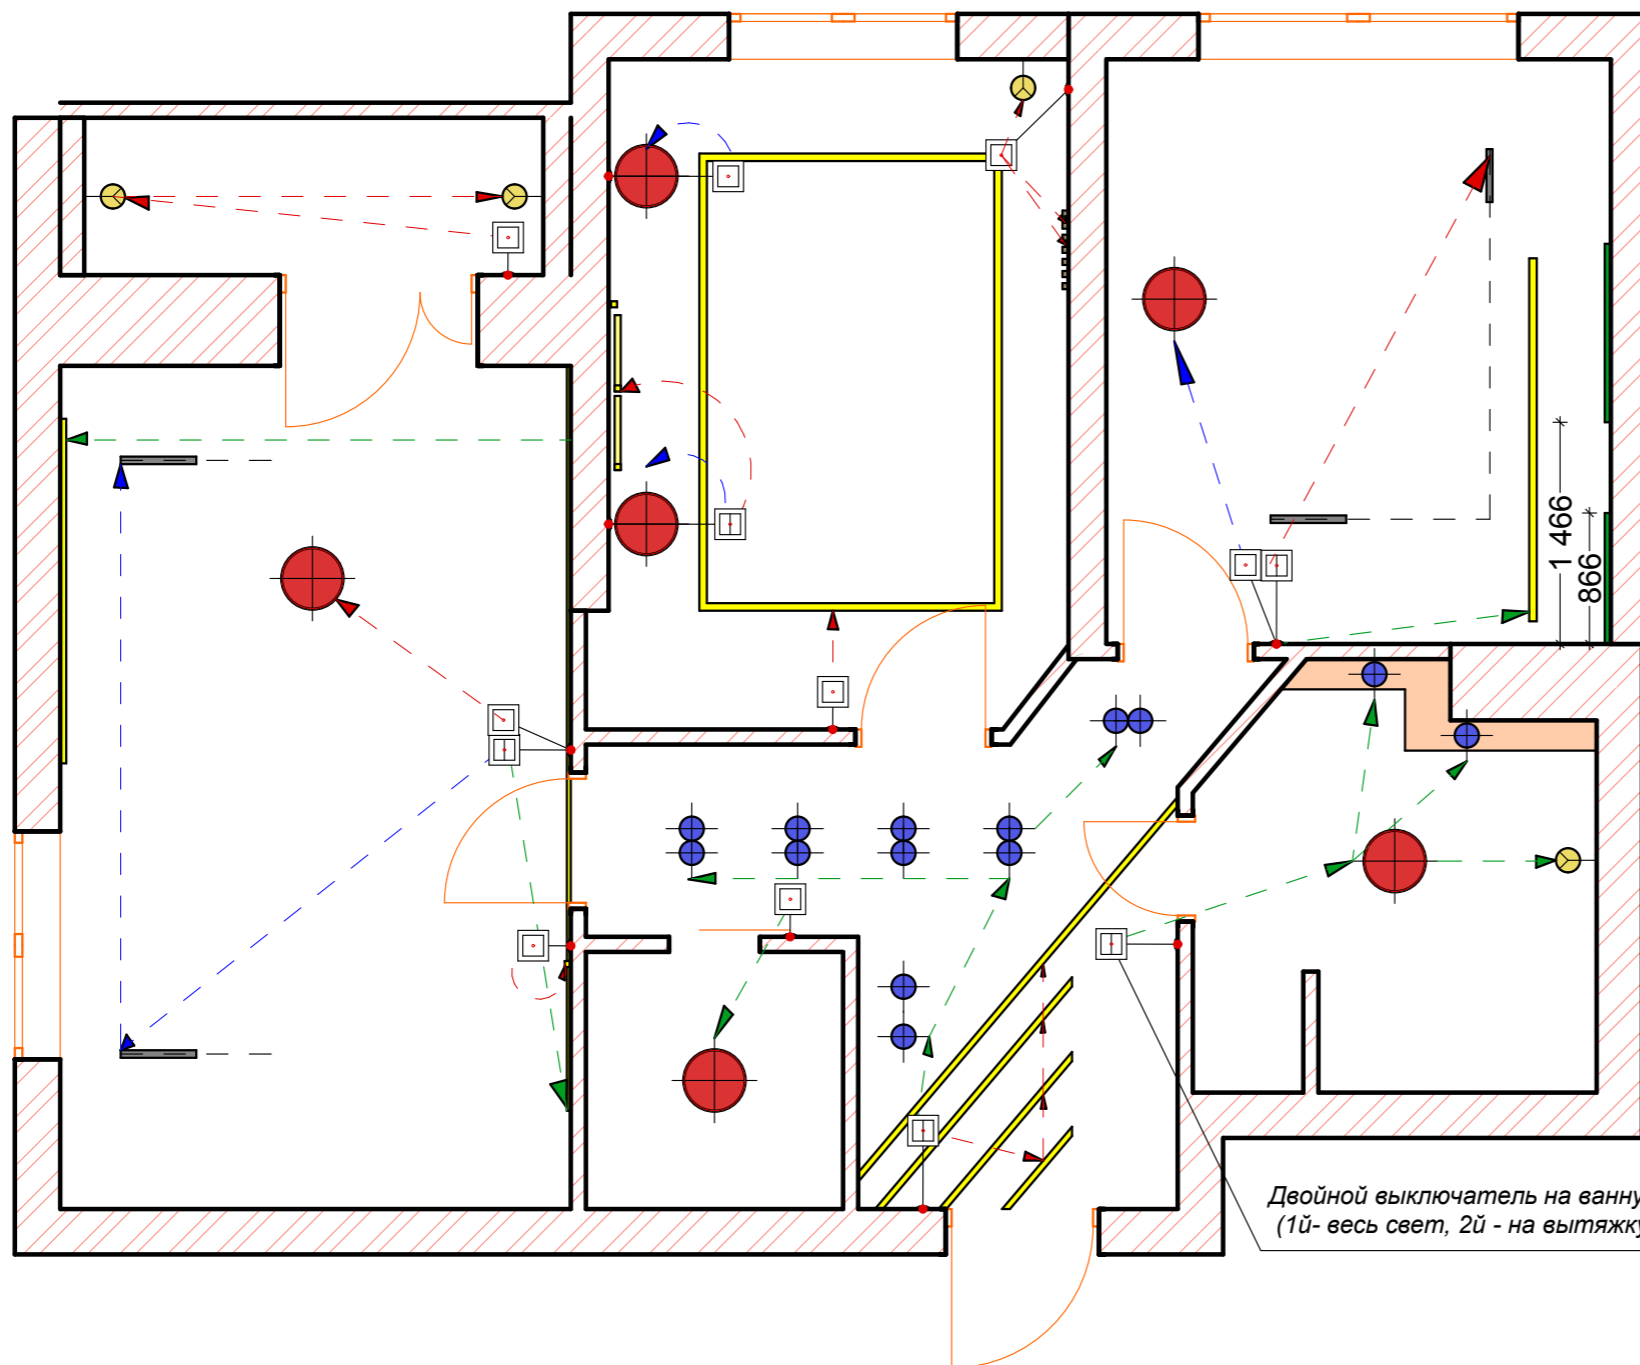 1 466
866
Двойной выключатель на ванну
(1й- весь свет, 2й - на вытяжку